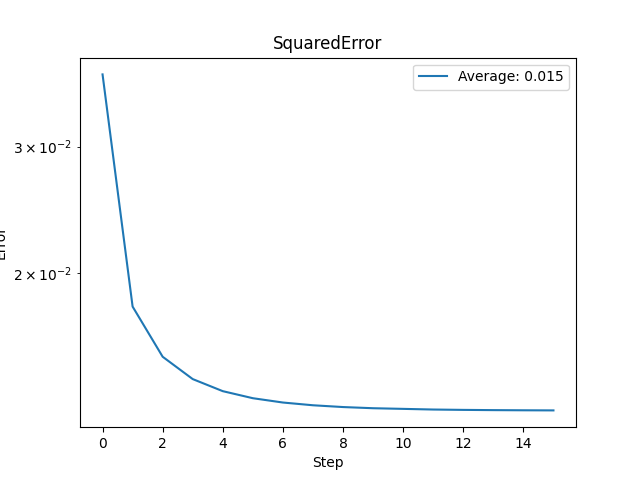 SquaredError
Average: 0.015
3 × 10⁻²
2 × 10⁻²
Error
0 2 4 6 8 10 12 14
Step